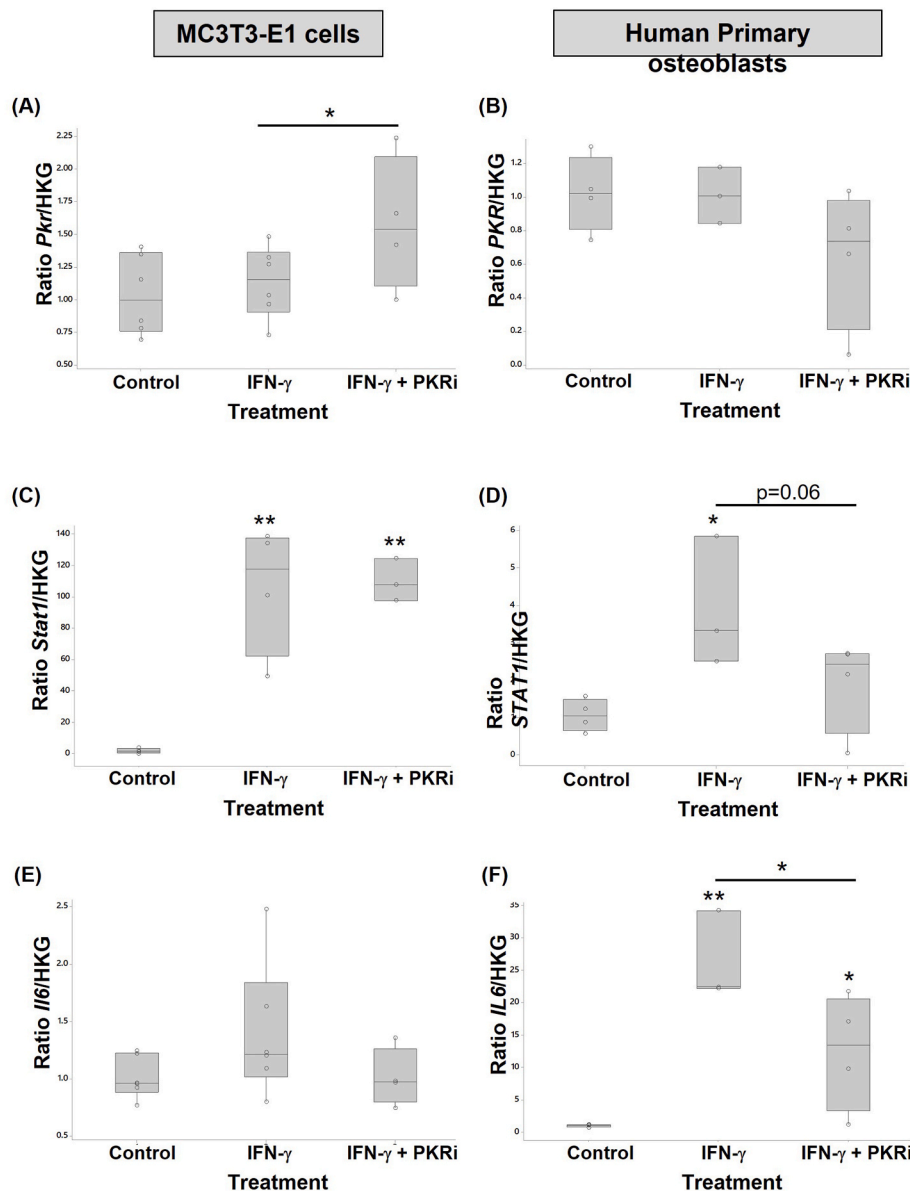 MC3T3-E1 cells
Human Primary
osteoblasts
(A)
*
Ratio Pkr/HKG
2.25
2.00
1.75
1.50
1.25
1.00
0.75
0.50
Control
IFN-γ
IFN-γ + PKRi
Treatment
(B)
Ratio PKR/HKG
1.2
1.0
0.8
0.6
0.4
0.2
0.0
Control
IFN-γ
IFN-γ + PKRi
Treatment
(C)
**
**
Ratio Stat1/HKG
140
120
100
80
60
40
20
0
Control
IFN-γ
IFN-γ + PKRi
Treatment
(D)
p=0.06
*
Ratio
STAT1/HKG
6
5
4
0
Control
IFN-γ
IFN-γ + PKRi
Treatment
(E)
Ratio Il6/HKG
2.5
2.0
1.5
1.0
0.5
Control
IFN-γ
IFN-γ + PKRi
Treatment
(F)
*
**
*
Ratio IL6/HKG
35
30
25
20
15
10
5
0
Control
IFN-γ
IFN-γ + PKRi
Treatment